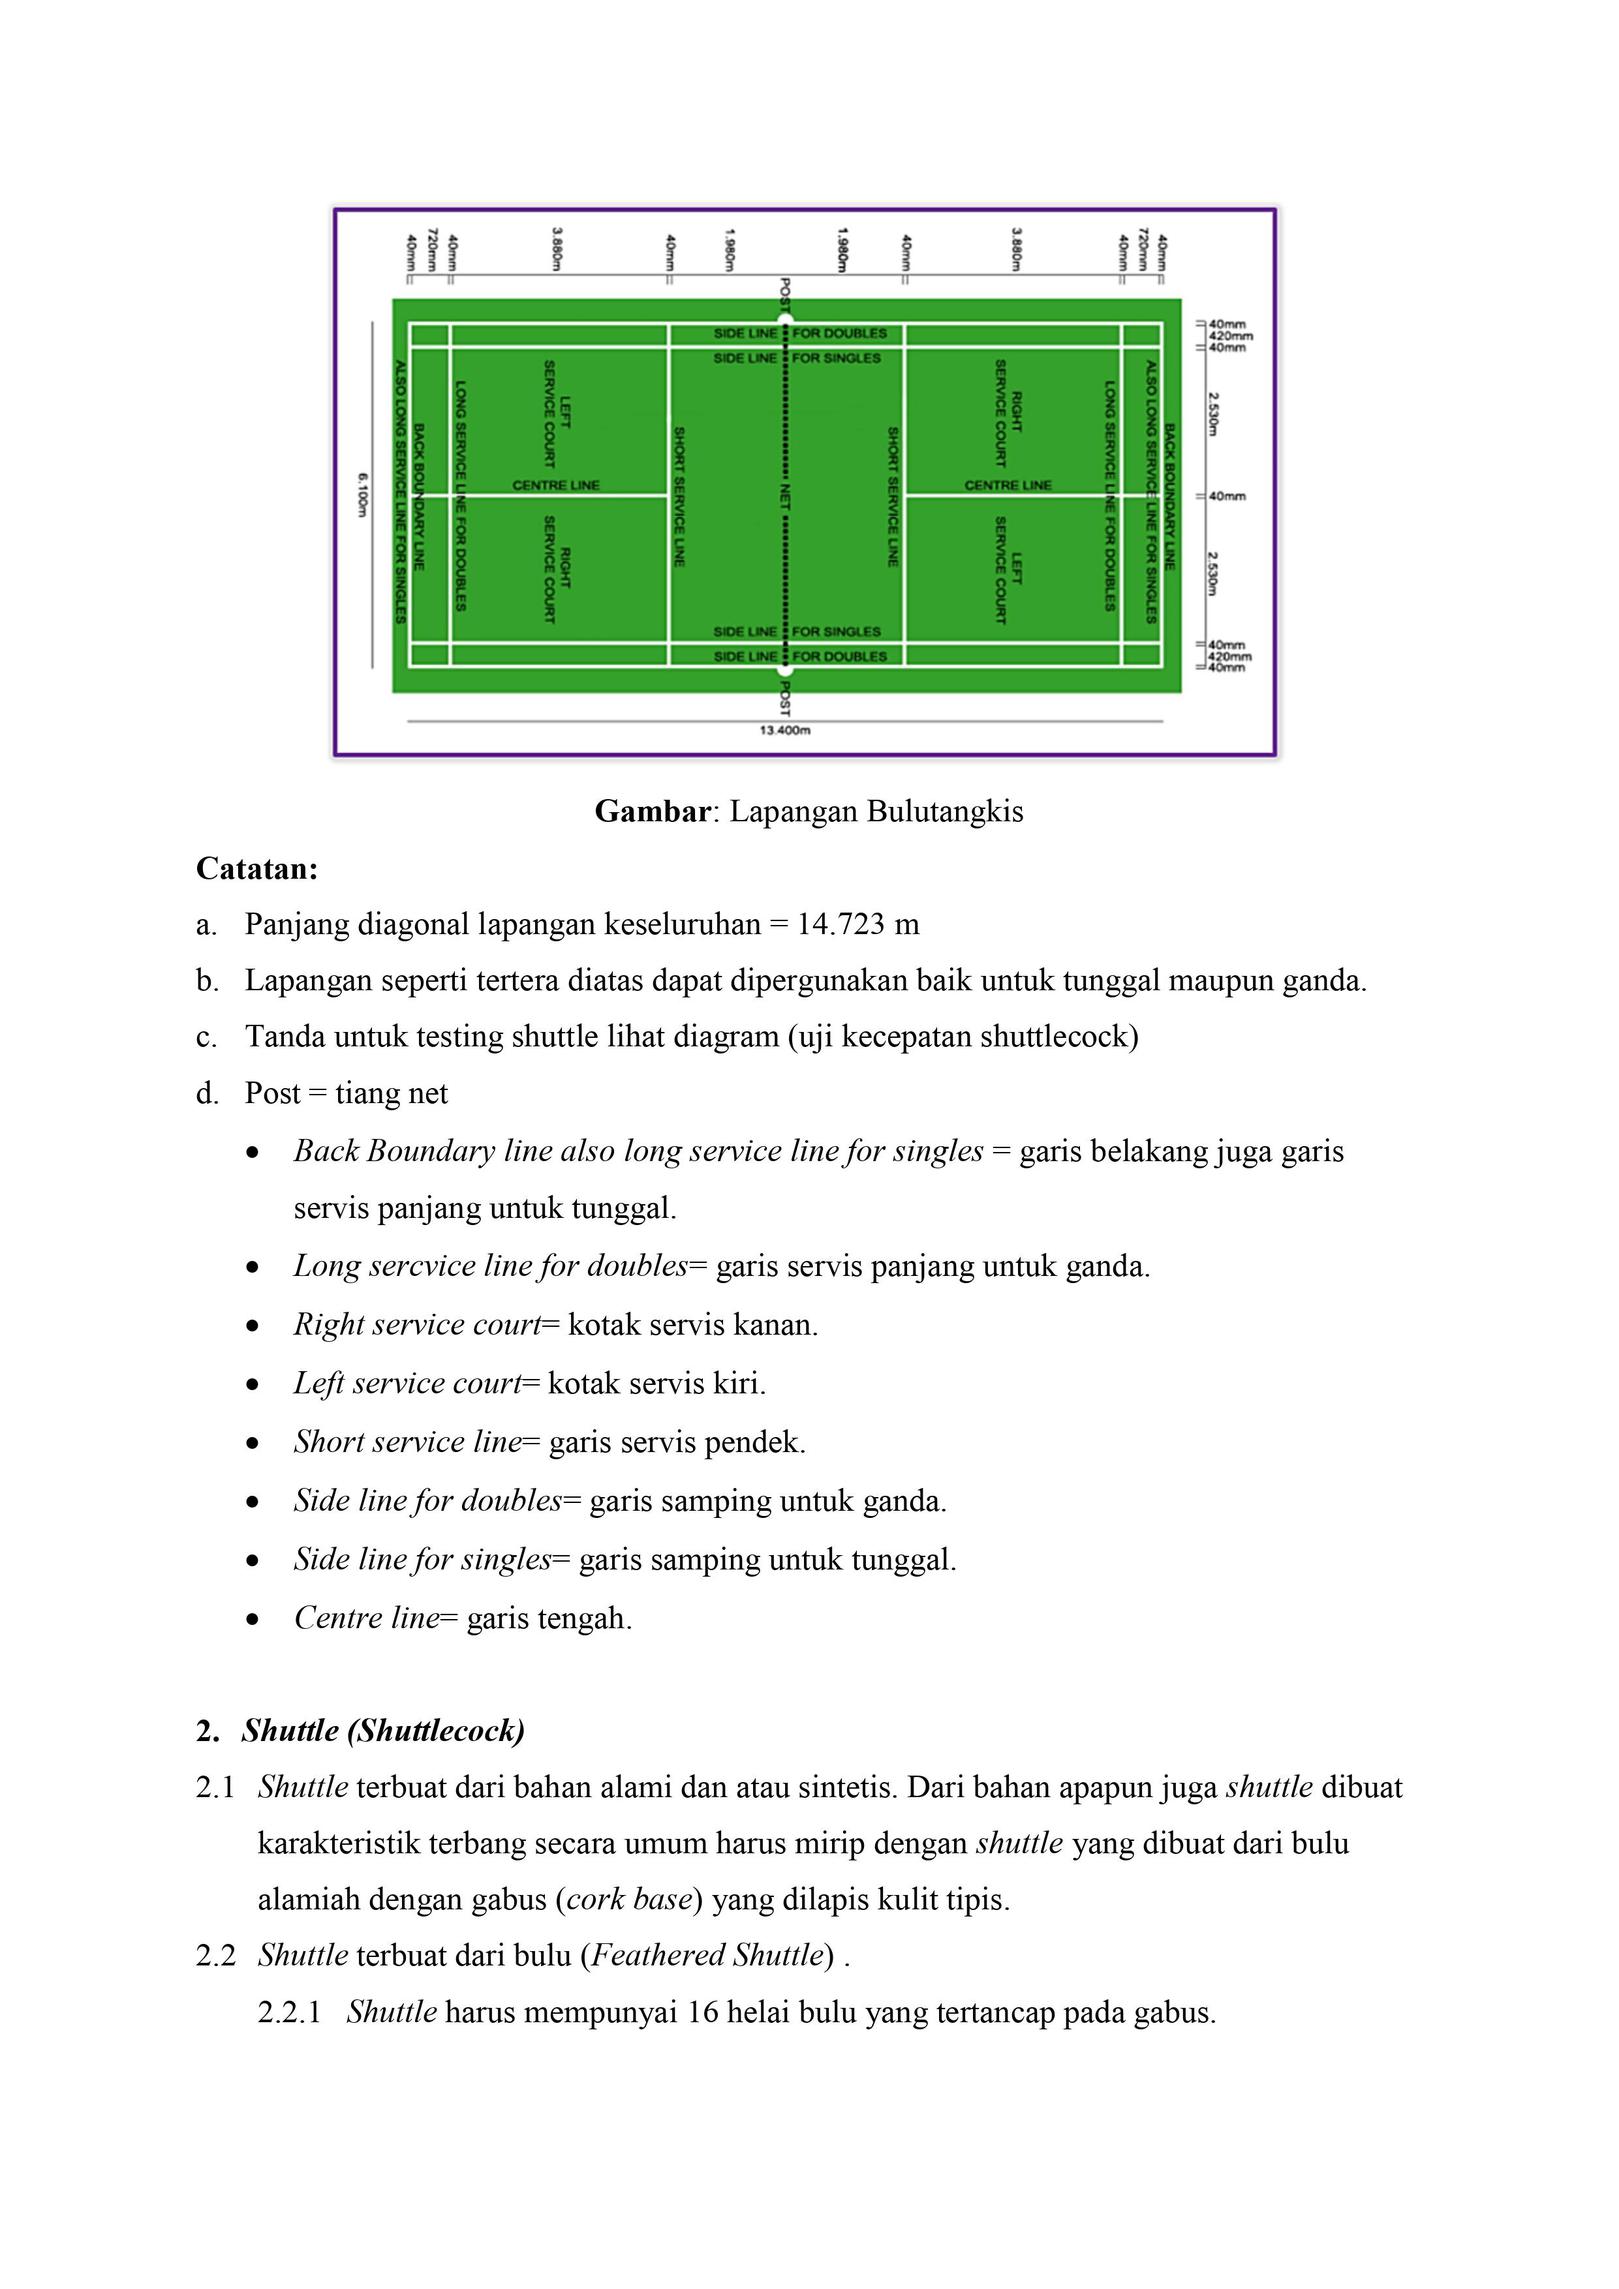 40mm
720mm
40mm
3.880m
40mm
1.980m
1.980m
40mm
3.880m
40mm
720mm
40mm
POST
SIDE LINE FOR DOUBLES
SIDE LINE FOR SINGLES
40mm
420mm
40mm
2.530m
40mm
2.530m
40mm
420mm
40mm
6.100m
ALSO LONG SERVICE LINE FOR SINGLES
BACK BOUNDARY LINE
LONG SERVICE LINE FOR DOUBLES
LEFT
SERVICE COURT
CENTRE LINE
RIGHT
SERVICE COURT
SHORT SERVICE LINE
NET
SHORT SERVICE LINE
RIGHT
SERVICE COURT
CENTRE LINE
LEFT
SERVICE COURT
LONG SERVICE LINE FOR DOUBLES
ALSO LONG SERVICE LINE FOR SINGLES
BACK BOUNDARY LINE
SIDE LINE FOR SINGLES
SIDE LINE FOR DOUBLES
POST
13.400m
Gambar: Lapangan Bulutangkis
Catatan:
a. Panjang diagonal lapangan keseluruhan = 14.723 m
b. Lapangan seperti tertera diatas dapat dipergunakan baik untuk tunggal maupun ganda.
c. Tanda untuk testing shuttle lihat diagram (uji kecepatan shuttlecock)
d. Post = tiang net
• Back Boundary line also long service line for singles = garis belakang juga garis
servis panjang untuk tunggal.
• Long sercvice line for doubles= garis servis panjang untuk ganda.
• Right service court= kotak servis kanan.
• Left service court= kotak servis kiri.
• Short service line= garis servis pendek.
• Side line for doubles= garis samping untuk ganda.
• Side line for singles= garis samping untuk tunggal.
• Centre line= garis tengah.
2. Shuttle (Shuttlecock)
2.1 Shuttle terbuat dari bahan alami dan atau sintetis. Dari bahan apapun juga shuttle dibuat
karakteristik terbang secara umum harus mirip dengan shuttle yang dibuat dari bulu
alamiah dengan gabus (cork base) yang dilapis kulit tipis.
2.2 Shuttle terbuat dari bulu (Feathered Shuttle) .
2.2.1 Shuttle harus mempunyai 16 helai bulu yang tertancap pada gabus.